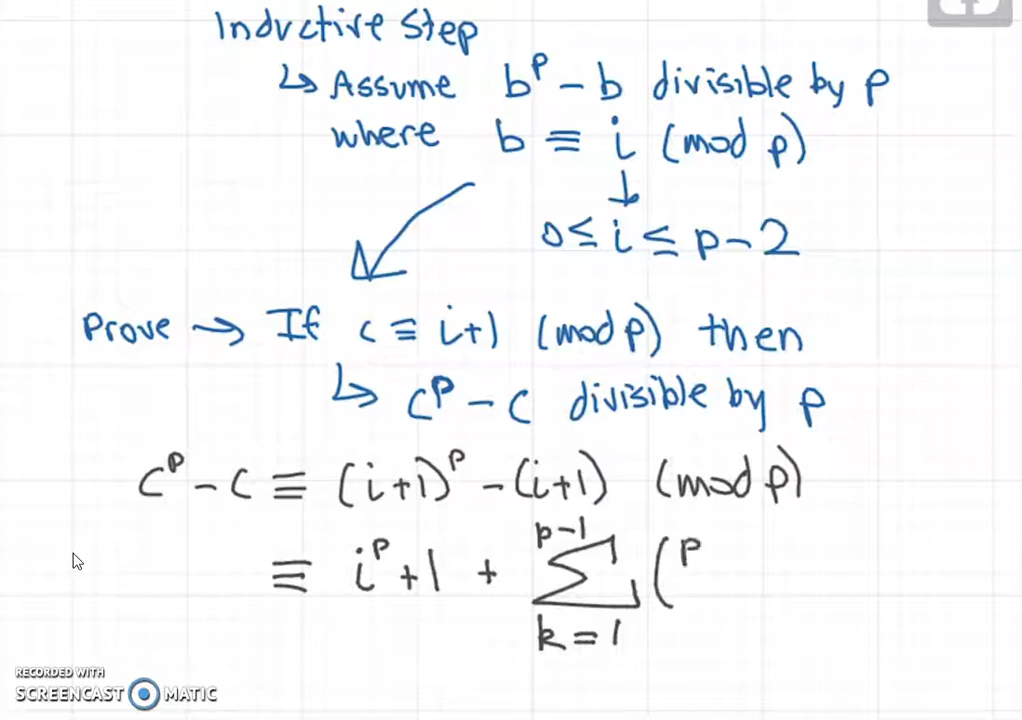 Inductive Step
↳ Assume b^p - b divisible by p
where b ≡ i (mod p)
↓
0 ≤ i ≤ p - 2
Prove → If c ≡ i+1 (mod p) then
↳ c^p - c divisible by p
c^p - c ≡ (i+1)^p - (i+1) (mod p)
p-1
≡ i^p + 1 + Σ (p
k = 1
RECORDED WITH
SCREENCAST MATIC